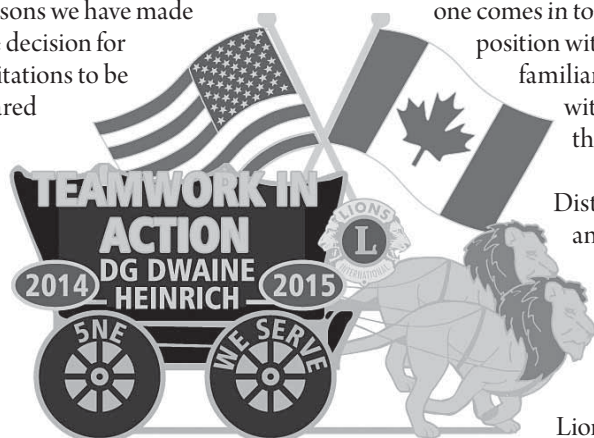 sons we have made
decision for
itations to be
ared
one comes in to
position wit
familian
wit
th
Dist
an
Lion
TEAMWORK IN
ACTION
DG DWAINE
HEINRICH
2014
2015
LIONS
L
INTERNATIONAL
5NE
WE SERVE